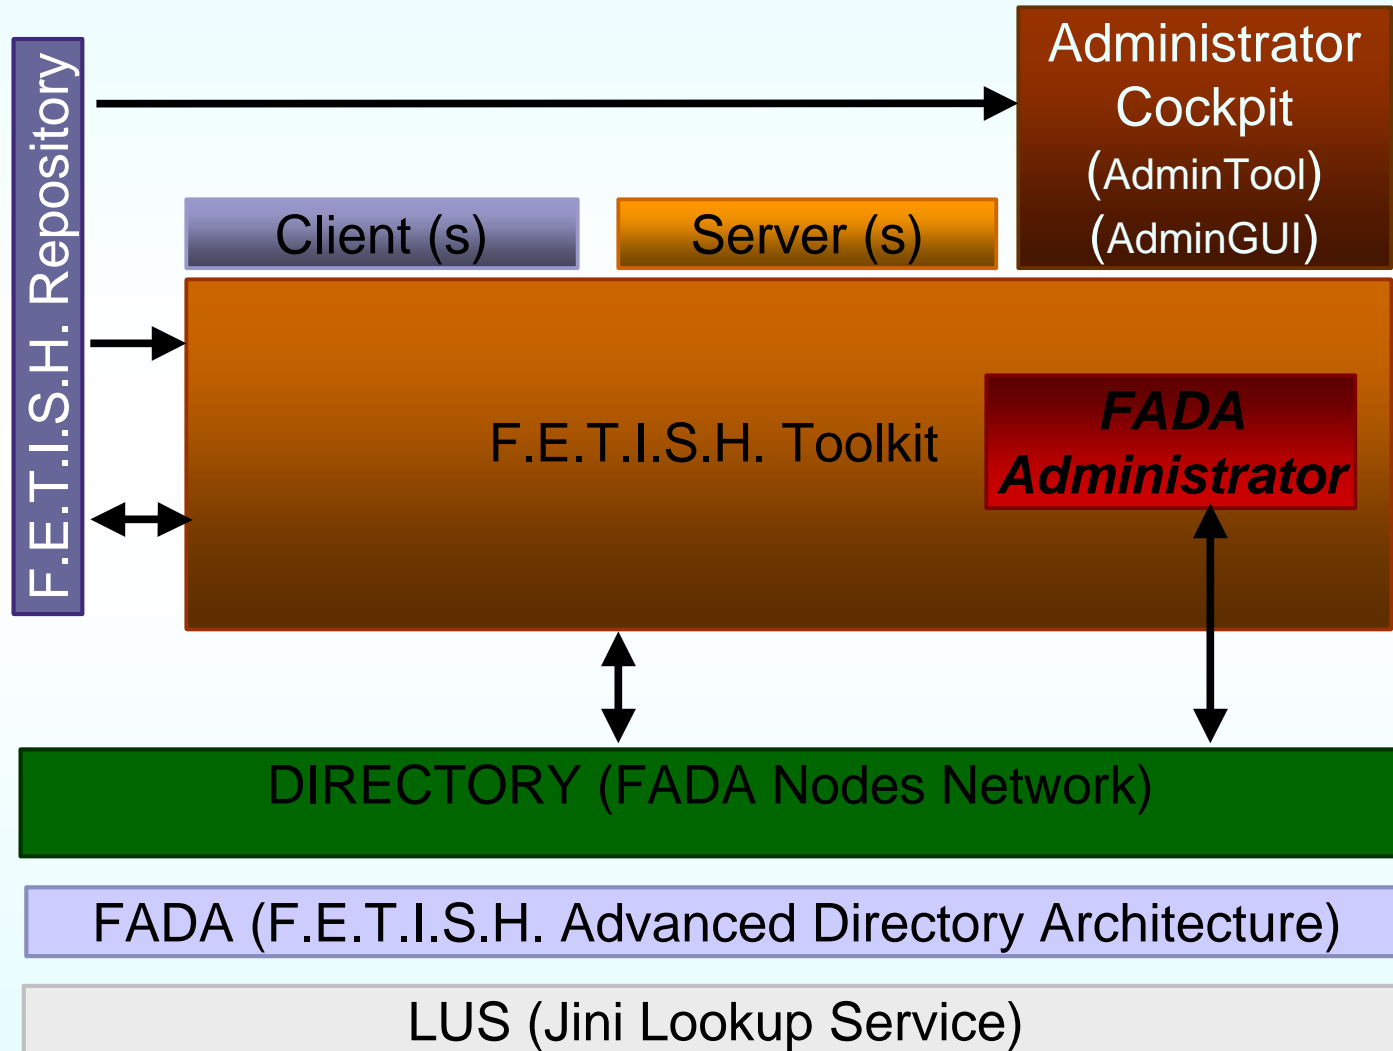 F.E.T.I.S.H. Repository
Administrator
Cockpit
(AdminTool)
(AdminGUI)
Client (s)
Server (s)
F.E.T.I.S.H. Toolkit
FADA
Administrator
DIRECTORY (FADA Nodes Network)
FADA (F.E.T.I.S.H. Advanced Directory Architecture)
LUS (Jini Lookup Service)